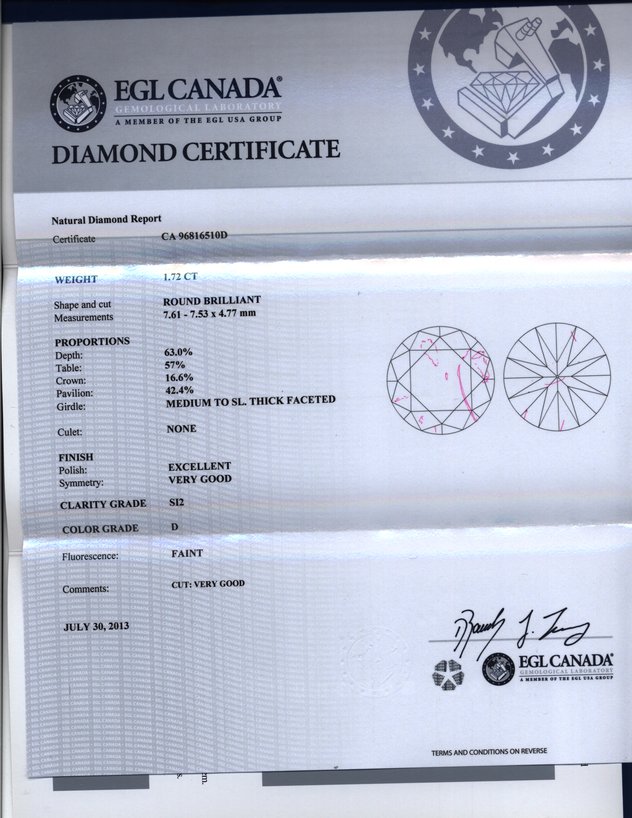 EGL CANADA®
GEMOLOGICAL LABORATORY
A MEMBER OF THE EGL USA GROUP
DIAMOND CERTIFICATE
Natural Diamond Report
Certificate CA 96816510D
WEIGHT 1.72 CT
Shape and cut ROUND BRILLIANT
Measurements 7.61 - 7.53 x 4.77 mm
PROPORTIONS
Depth: 63.0%
Table: 57%
Crown: 16.6%
Pavilion: 42.4%
Girdle: MEDIUM TO SL. THICK FACETED
Culet: NONE
FINISH
Polish: EXCELLENT
Symmetry: VERY GOOD
CLARITY GRADE SI2
COLOR GRADE D
Fluorescence: FAINT
Comments: CUT: VERY GOOD
JULY 30, 2013
EGL CANADA®
GEMOLOGICAL LABORATORY
A MEMBER OF THE EGL USA GROUP
TERMS AND CONDITIONS ON REVERSE